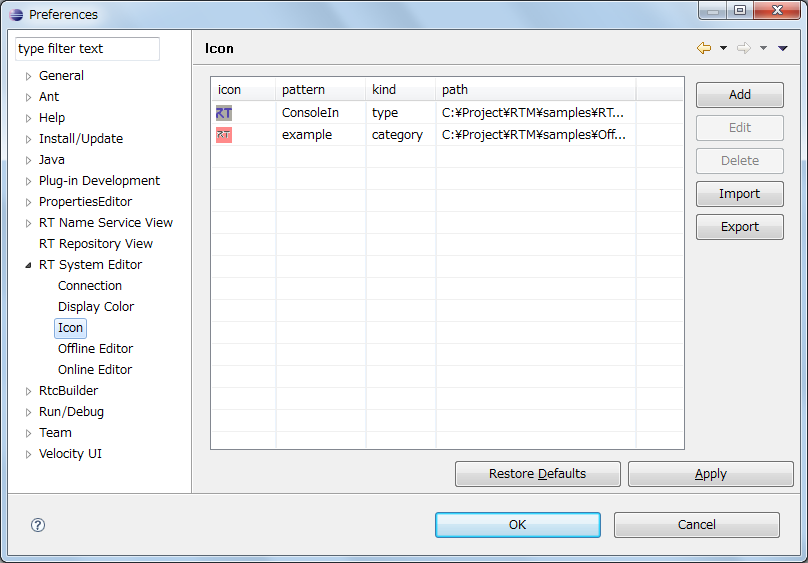 Preferences
type filter text
General
Ant
Help
Install/Update
Java
Plug-in Development
PropertiesEditor
RT Name Service View
RT Repository View
RT System Editor
Connection
Display Color
Icon
Offline Editor
Online Editor
RtcBuilder
Run/Debug
Team
Velocity UI
Icon
icon pattern kind path
RT ConsoleIn type C:¥Project¥RTM¥samples¥RT...
RT example category C:¥Project¥RTM¥samples¥Off...
Add
Edit
Delete
Import
Export
Restore Defaults Apply
? OK Cancel